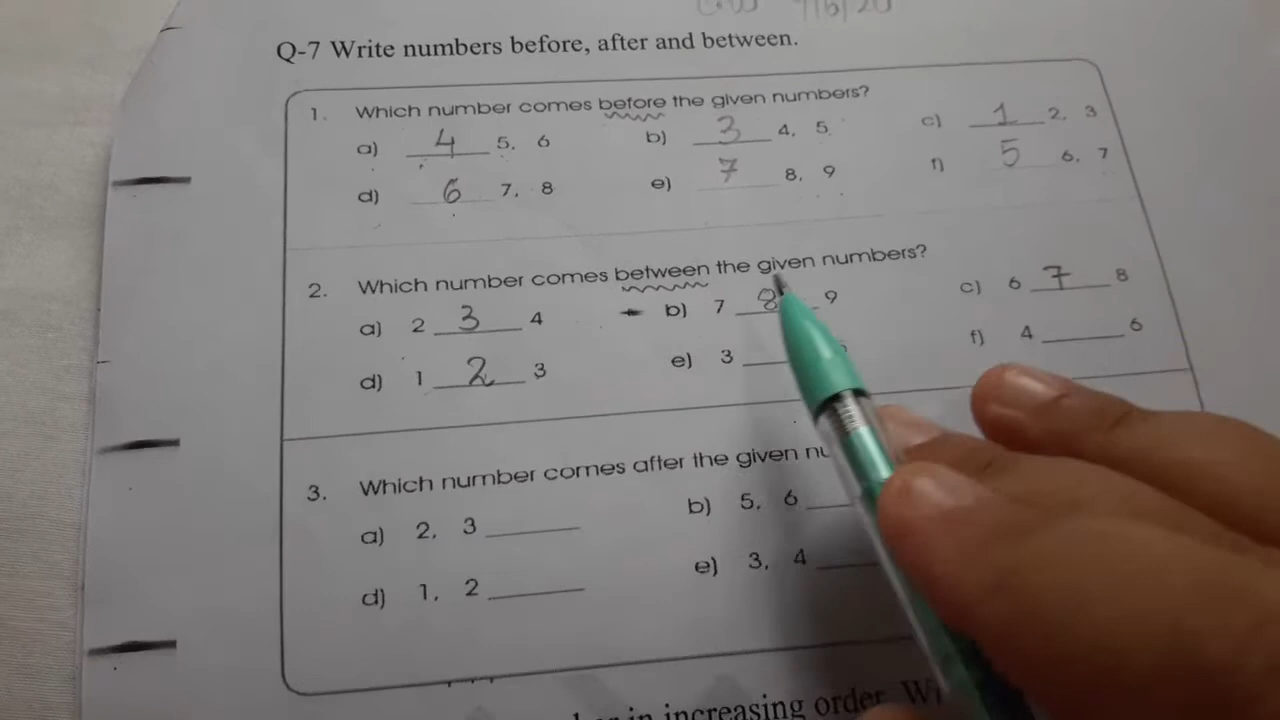 Q-7 Write numbers before, after and between.
1. Which number comes before the given numbers?
a) 4 5, 6 b) 3 4, 5 c) 1 2, 3
d) 6 7, 8 e) 7 8, 9 f) 5 6, 7
2. Which number comes between the given numbers?
a) 2 3 4 b) 7 8 9 c) 6 7 8
d) 1 2 3 e) 3 f) 4 6
3. Which number comes after the given
a) 2, 3 b) 5, 6
d) 1, 2 e) 3, 4
in increasing order.